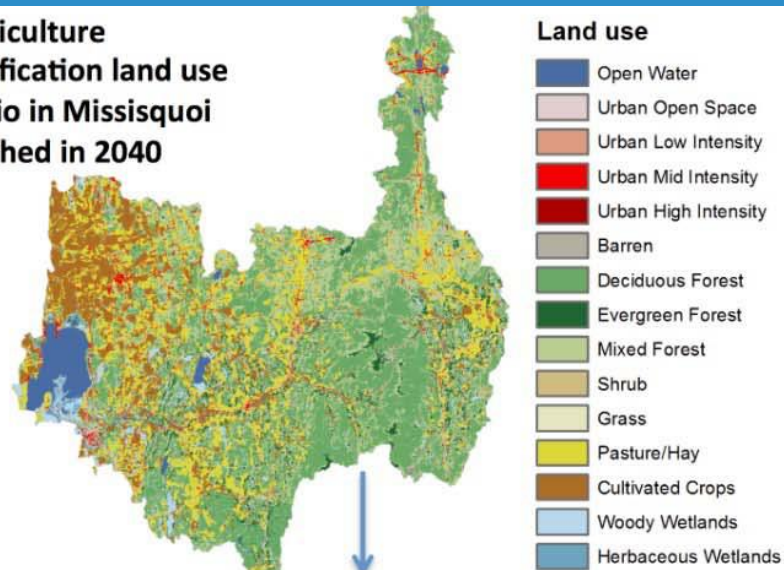 iculture
fication land use
io in Missisquoi
hed in 2040
Land use
Open Water
Urban Open Space
Urban Low Intensity
Urban Mid Intensity
Urban High Intensity
Barren
Deciduous Forest
Evergreen Forest
Mixed Forest
Shrub
Grass
Pasture/Hay
Cultivated Crops
Woody Wetlands
Herbaceous Wetlands